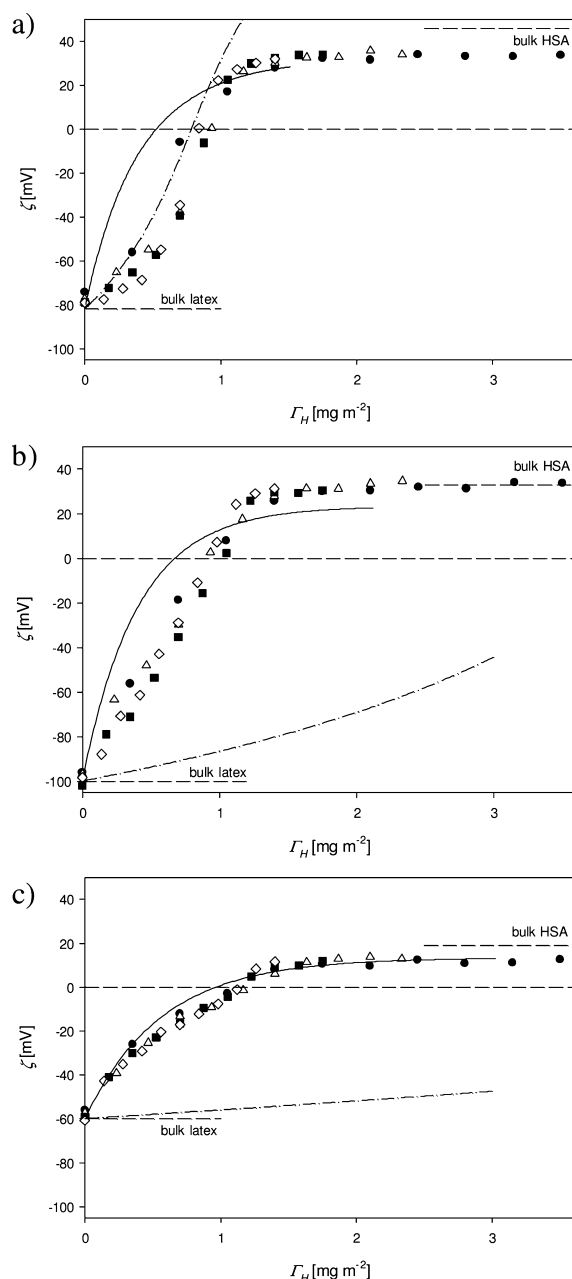 a)
40
20
0
-20
-40
-60
-80
-100
ζ [mV]
bulk HSA
bulk latex
0 1 2 3
Γ_H [mg m⁻²]
b)
40
20
0
-20
-40
-60
-80
-100
ζ [mV]
bulk HSA
bulk latex
0 1 2 3
Γ_H [mg m⁻²]
c)
40
20
0
-20
-40
-60
-80
-100
ζ [mV]
bulk HSA
bulk latex
0 1 2 3
Γ_H [mg m⁻²]